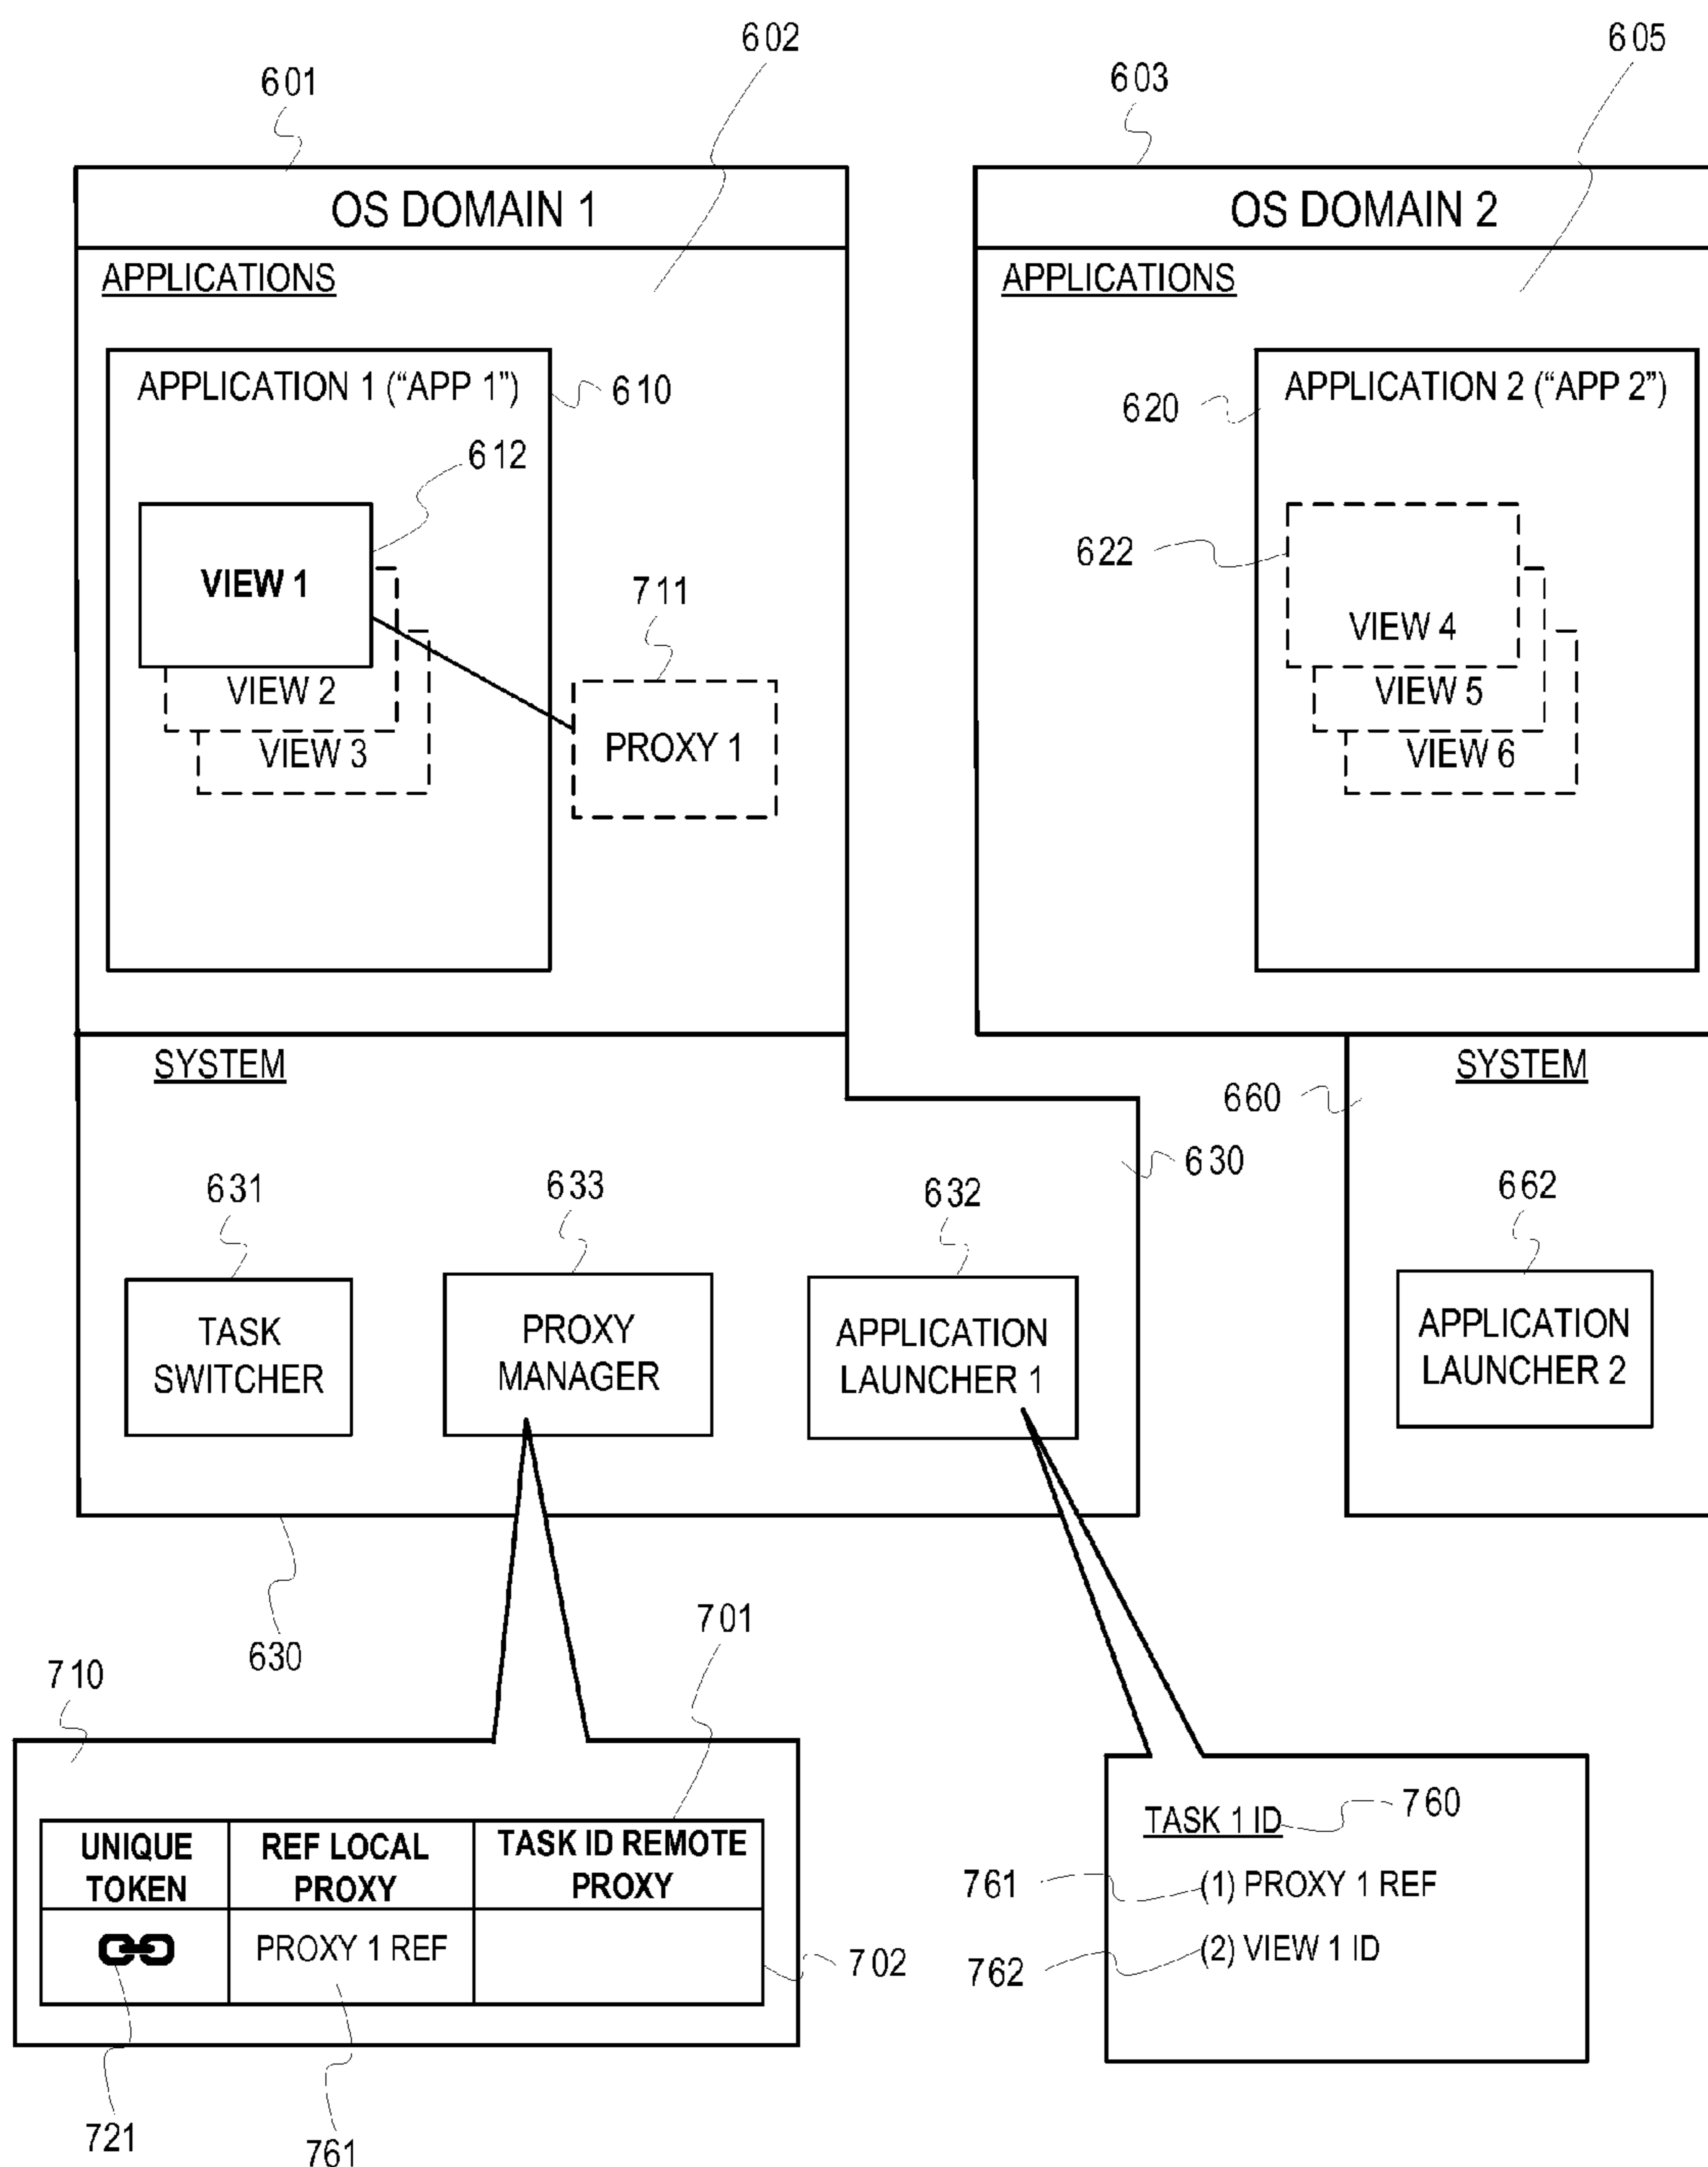 602
605
601
603
OS DOMAIN 1
OS DOMAIN 2
APPLICATIONS
APPLICATIONS
APPLICATION 1 ("APP 1")
610
APPLICATION 2 ("APP 2")
620
612
622
VIEW 1
711
VIEW 4
VIEW 2
VIEW 5
VIEW 3
PROXY 1
VIEW 6
SYSTEM
SYSTEM
660
630
631
633
632
662
TASK
SWITCHER
PROXY
MANAGER
APPLICATION
LAUNCHER 1
APPLICATION
LAUNCHER 2
701
630
710
TASK 1 ID
760
UNIQUE
TOKEN
REF LOCAL
PROXY
TASK ID REMOTE
PROXY
761
(1) PROXY 1 REF
PROXY 1 REF
702
762
(2) VIEW 1 ID
721
761